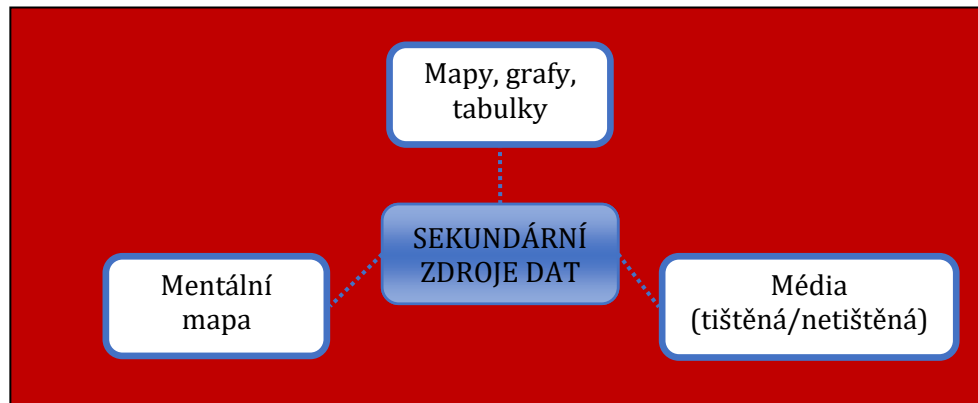 Mapy, grafy,
tabulky
SEKUNDÁRNÍ
ZDROJE DAT
Mentální
mapa
Média
(tištěná/netištěná)